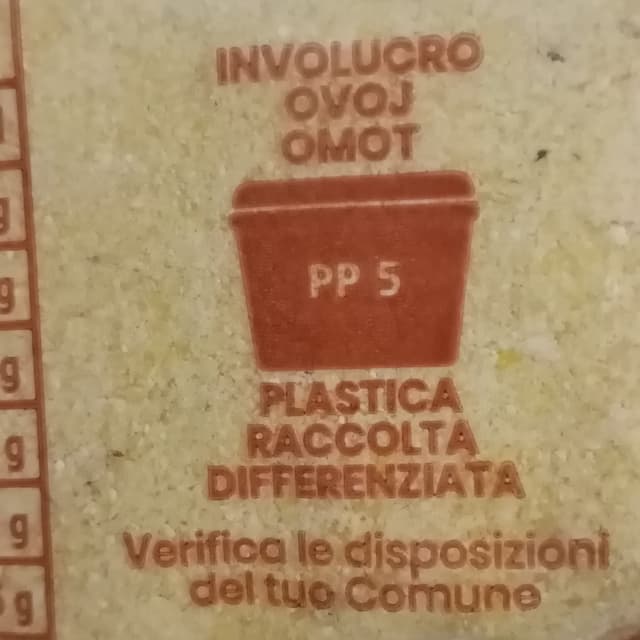 INVOLUCRO
OVOJ
OMOT
PP 5
PLASTICA
RACCOLTA
DIFFERENZIATA
Verifica le disposizioni
del tuo Comune
g
g
g
g
g
g